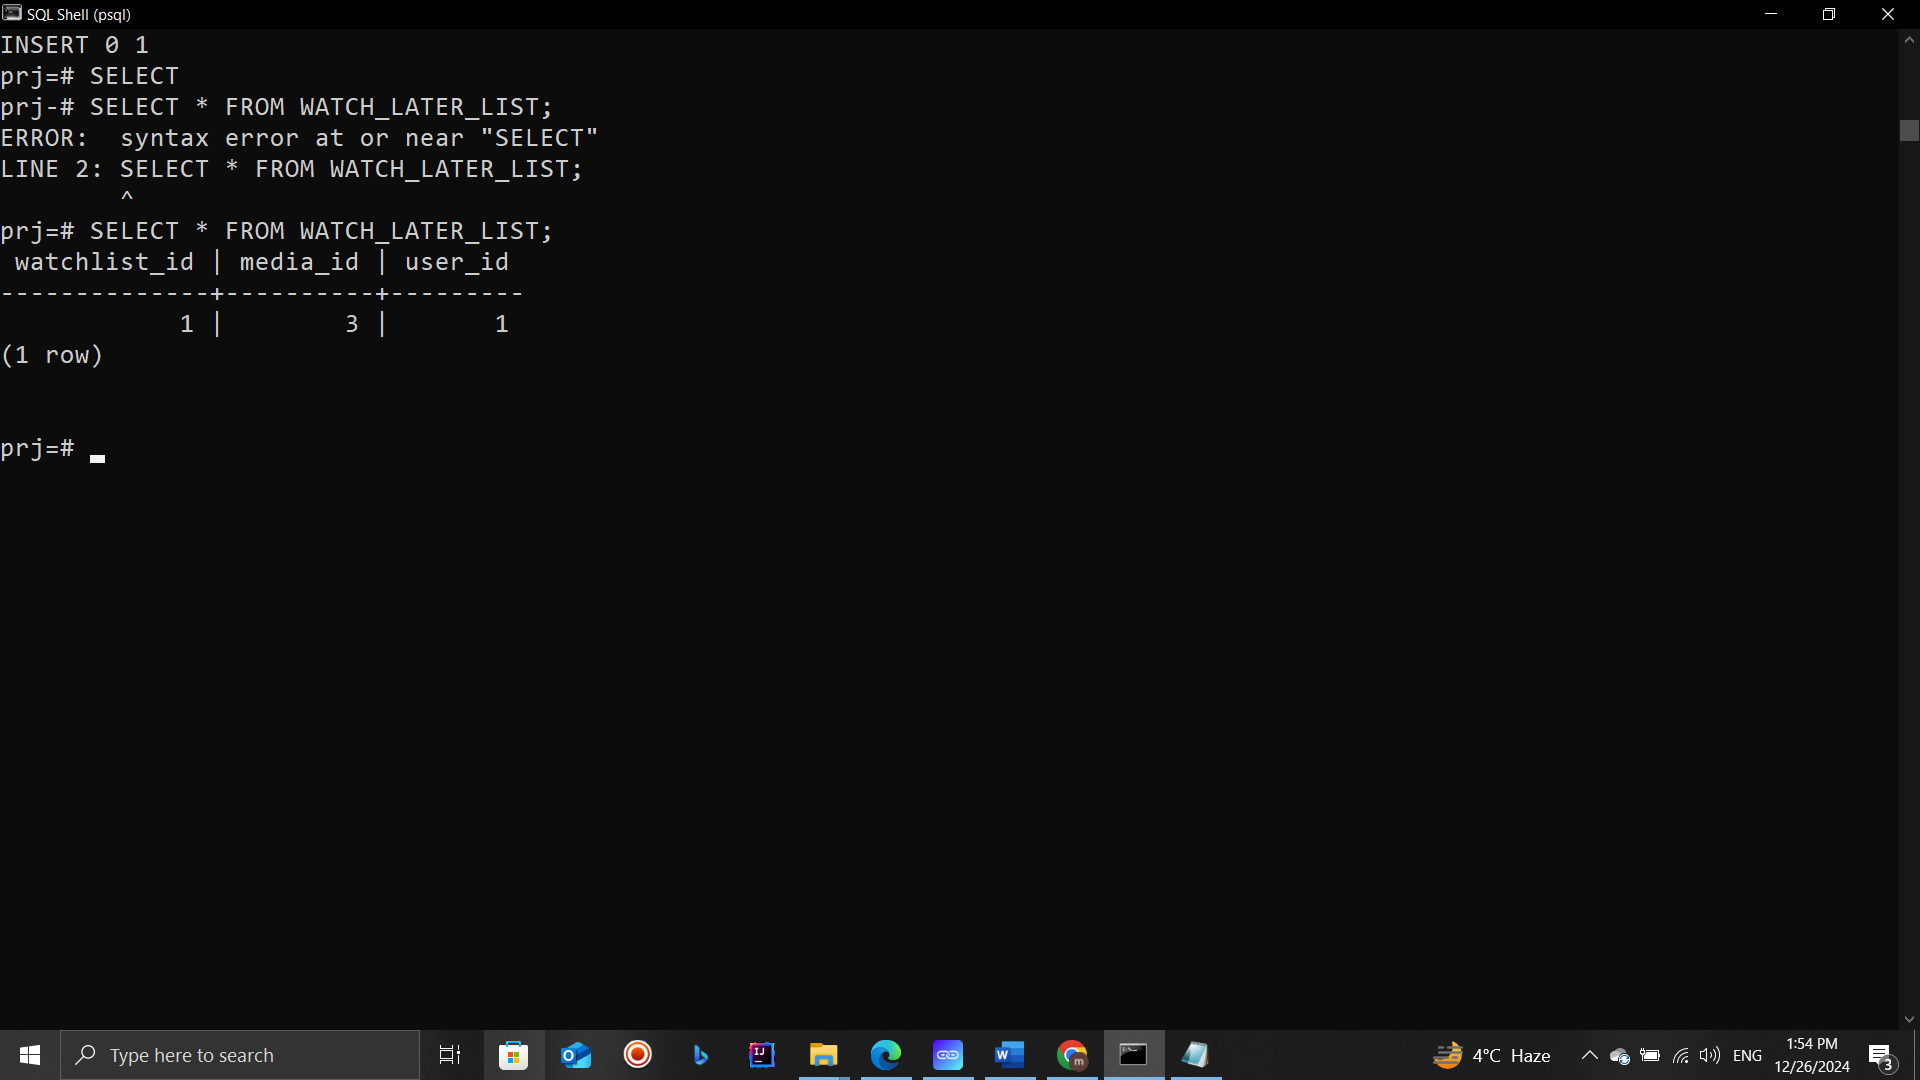 SQL Shell (psql)
INSERT 0 1
prj=# SELECT
prj-# SELECT * FROM WATCH_LATER_LIST;
ERROR:  syntax error at or near "SELECT"
LINE 2: SELECT * FROM WATCH_LATER_LIST;
        ^
prj=# SELECT * FROM WATCH_LATER_LIST;
 watchlist_id | media_id | user_id
--------------+----------+---------
            1 |        3 |       1
(1 row)
prj=#
Type here to search
4°C Haze
ENG
1:54 PM
12/26/2024
3